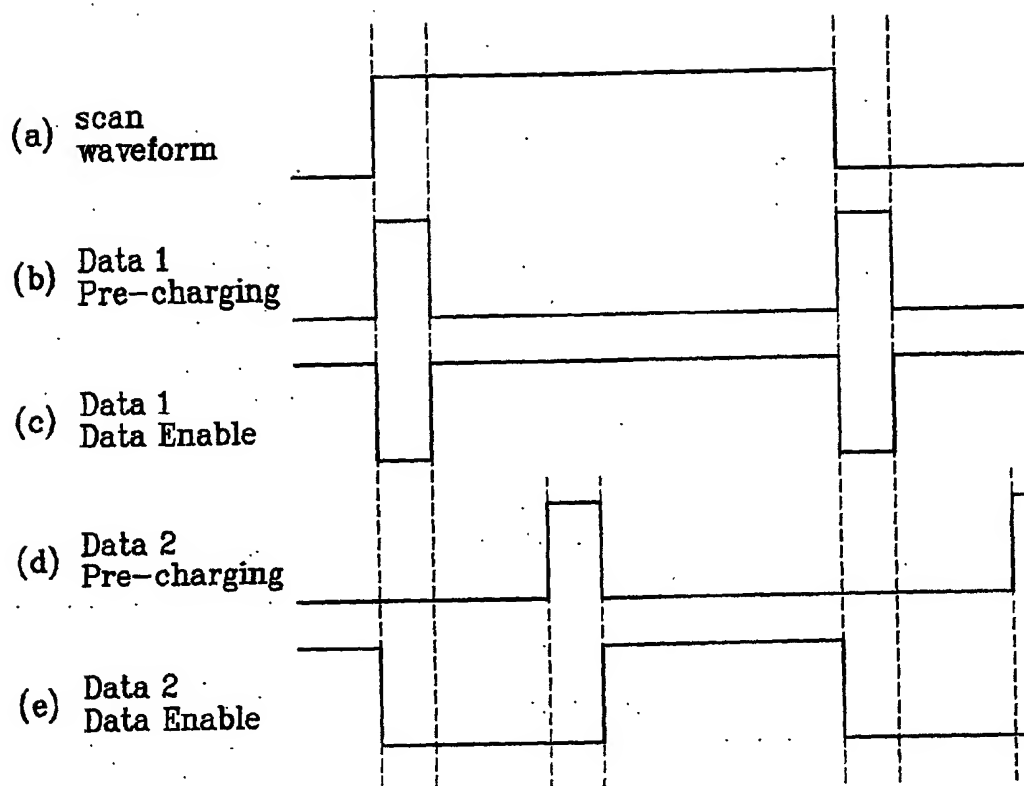 (a) scan
waveform
(b) Data 1
Pre-charging
(c) Data 1
Data Enable
(d) Data 2
Pre-charging
(e) Data 2
Data Enable